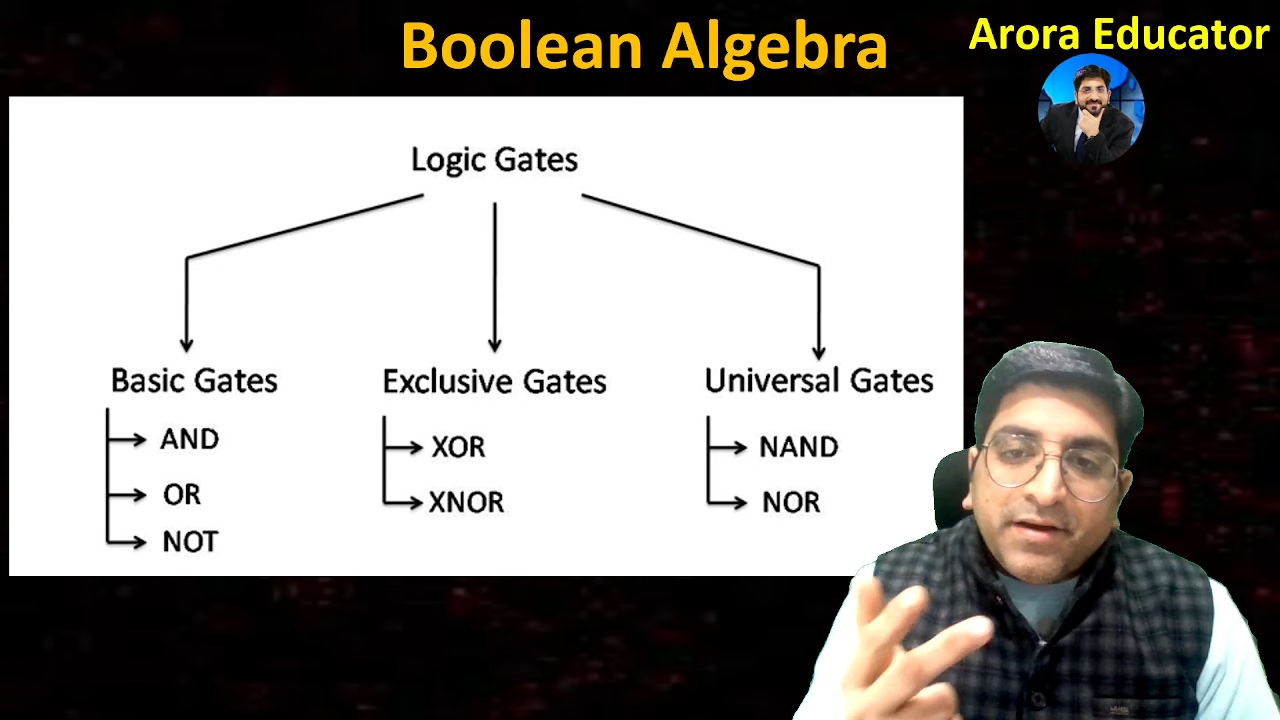 Boolean Algebra
Arora Educator
Logic Gates
Basic Gates
AND
OR
NOT
Exclusive Gates
XOR
XNOR
Universal Gates
NAND
NOR